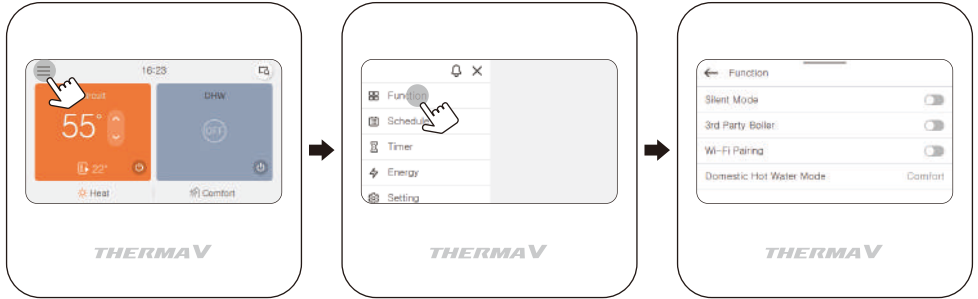 16:23
DHW
55°
OFF
22°
Heat
Comfort
THERMA V
Function
Schedule
Timer
Energy
Setting
THERMA V
Function
Silent Mode
3rd Party Boiler
Wi-Fi Pairing
Domestic Hot Water Mode Comfort
THERMA V